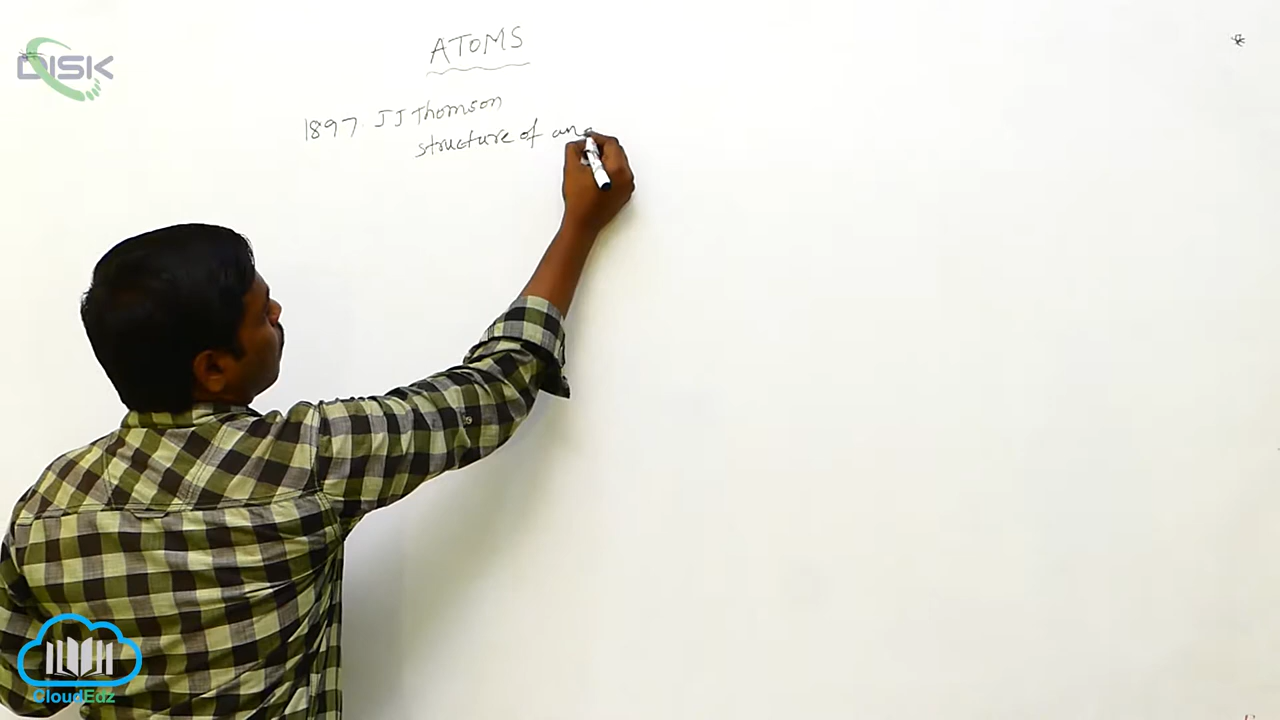 DISK
ATOMS
1897 JJ Thomson
structure of an
CloudEdz